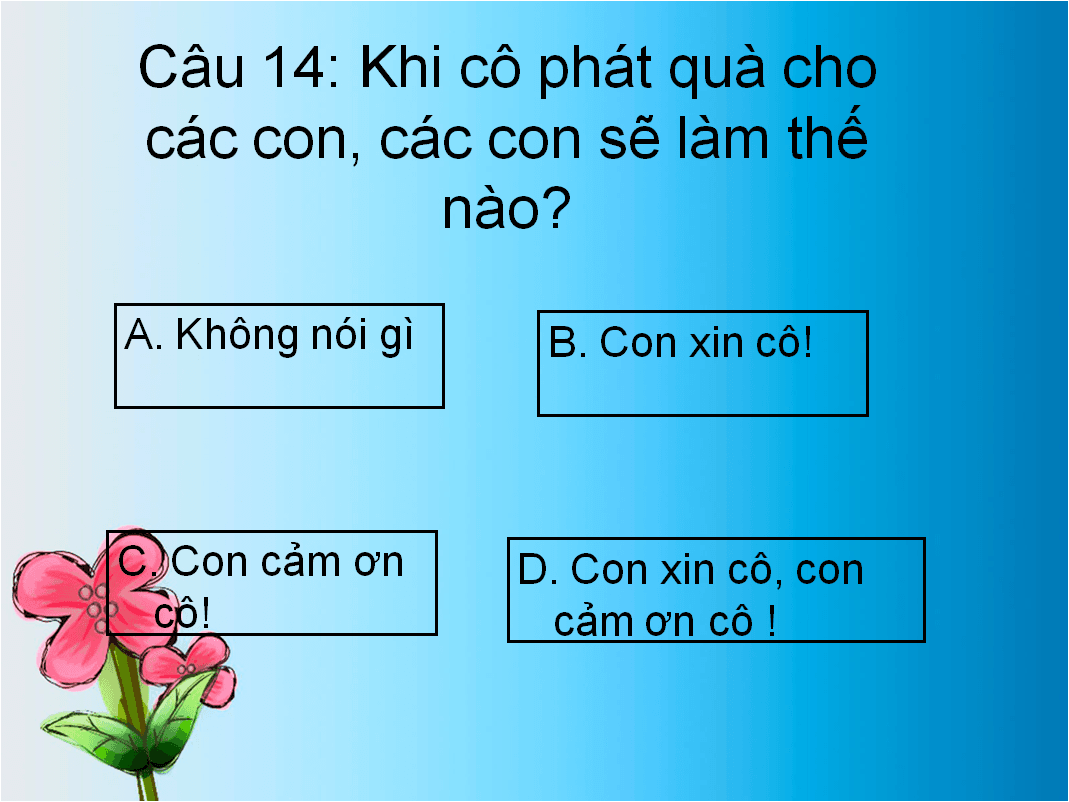 Câu 14: Khi cô phát quà cho
các con, các con sẽ làm thế
nào?
A. Không nói gì
B. Con xin cô!
C. Con cảm ơn
cô!
D. Con xin cô, con
cảm ơn cô !